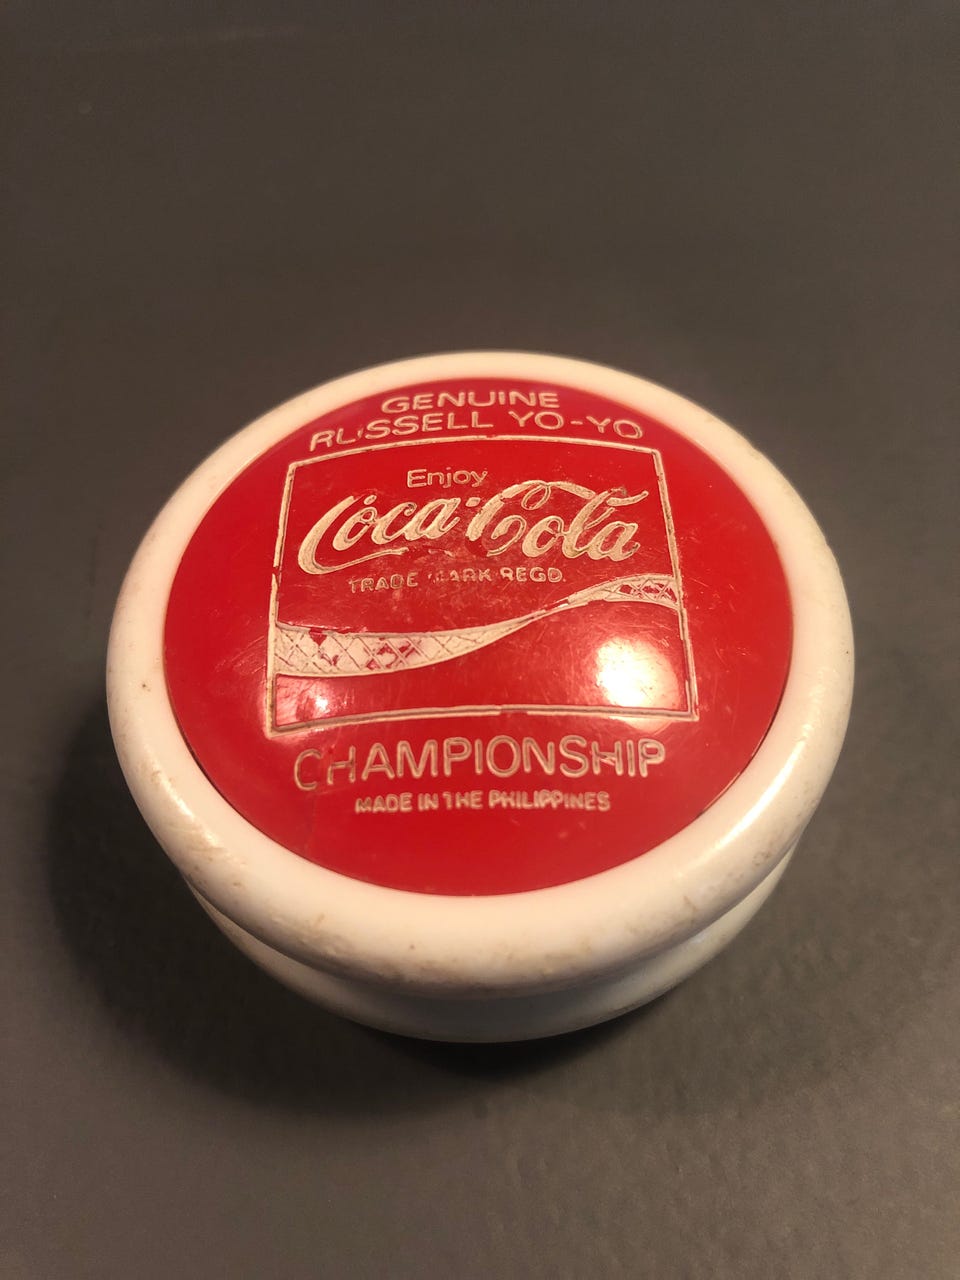 GENUINE
RUSSELL YO-YO
Enjoy
Coca-Cola
TRADE MARK REGD.
CHAMPIONSHIP
MADE IN THE PHILIPPINES